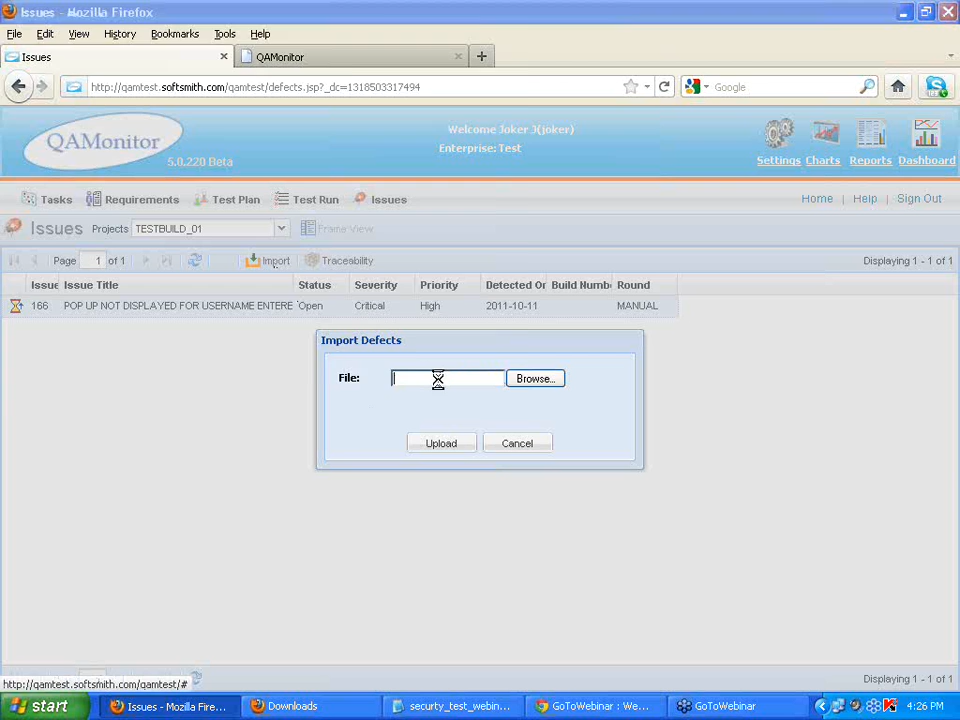 Issues - Mozilla Firefox
File Edit View History Bookmarks Tools Help
Issues QAMonitor
http://qamtest.softsmith.com/qamtest/defects.jsp?_dc=1318503317494 Google
QAMonitor
5.0.220 Beta
Welcome Joker J(joker)
Enterprise: Test
Settings Charts Reports Dashboard
Tasks Requirements Test Plan Test Run Issues Home | Help | Sign Out
Issues Projects TESTBUILD_01 Frame View
Page 1 of 1 Import Traceability Displaying 1 - 1 of 1
Issue Issue Title Status Severity Priority Detected On Build Numb Round
166 POP UP NOT DISPLAYED FOR USERNAME ENTERE Open Critical High 2011-10-11 MANUAL
Import Defects
File: Browse...
Upload Cancel
Displaying 1 - 1 of 1
http://qamtest.softsmith.com/qamtest/#
start Issues - Mozilla Fire... Downloads securty_test_webin... GoToWebinar : We... GoToWebinar 4:26 PM